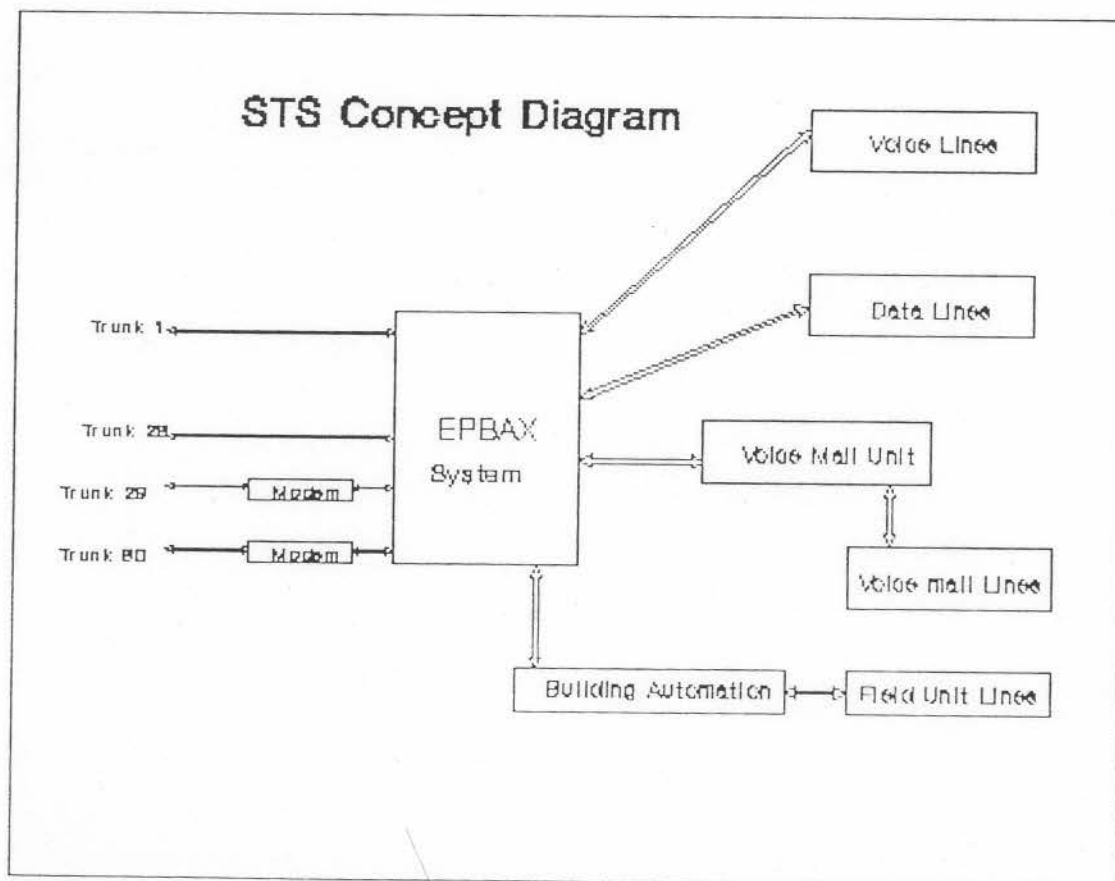 STS Concept Diagram
Voice Lines
Data Lines
Trunk 1
Trunk 28
EPBAX
System
Voice Mail Unit
Trunk 29
Modem
Trunk
Modem
Voice mail Lines
Building Automation
Field Unit Lines